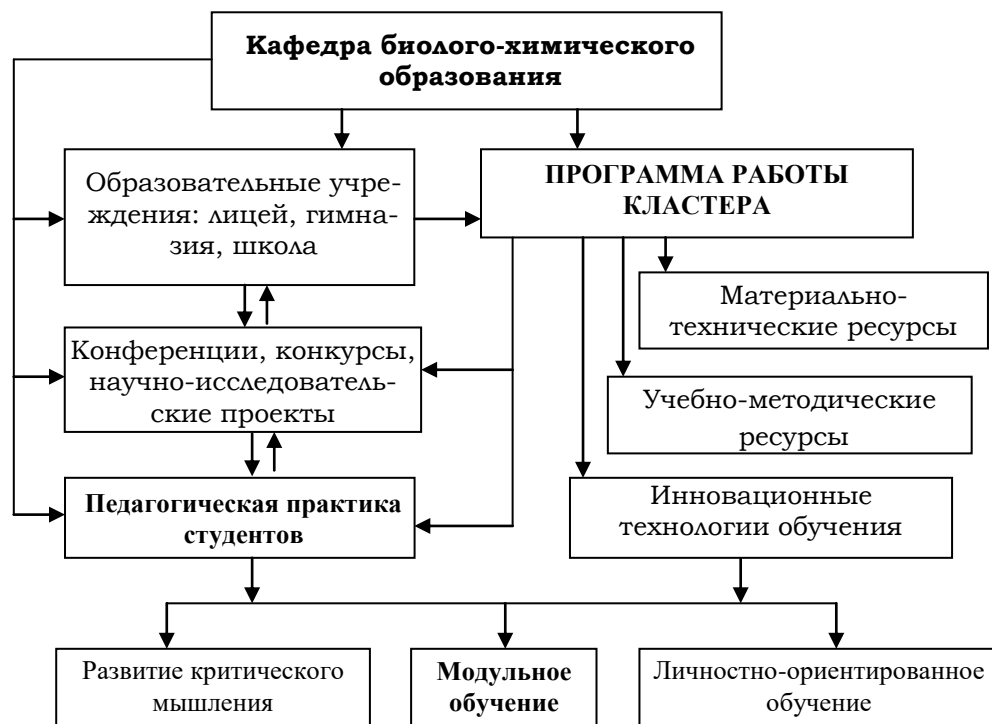 Кафедра биолого-химического
образования
Образовательные учре-
ждения: лицей, гимна-
зия, школа
ПРОГРАММА РАБОТЫ
КЛАСТЕРА
Материально-
технические ресурсы
Конференции, конкурсы,
научно-исследователь-
ские проекты
Учебно-методические
ресурсы
Педагогическая практика
студентов
Инновационные
технологии обучения
Развитие критического
мышления
Модульное
обучение
Личностно-ориентированное
обучение